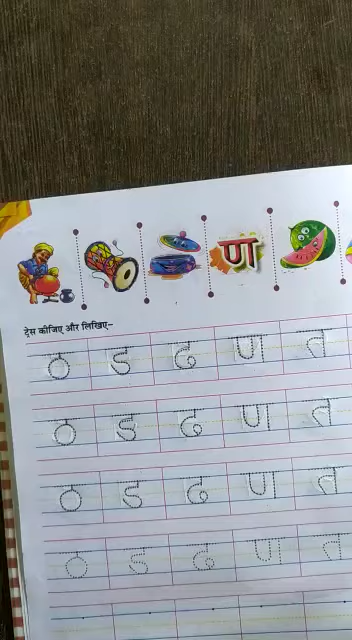 ण
ट्रेस कीजिए और लिखिए–
ठ ड ढ ण त
ठ ड ढ ण त
ठ ड ढ ण त
ठ ड ढ ण त